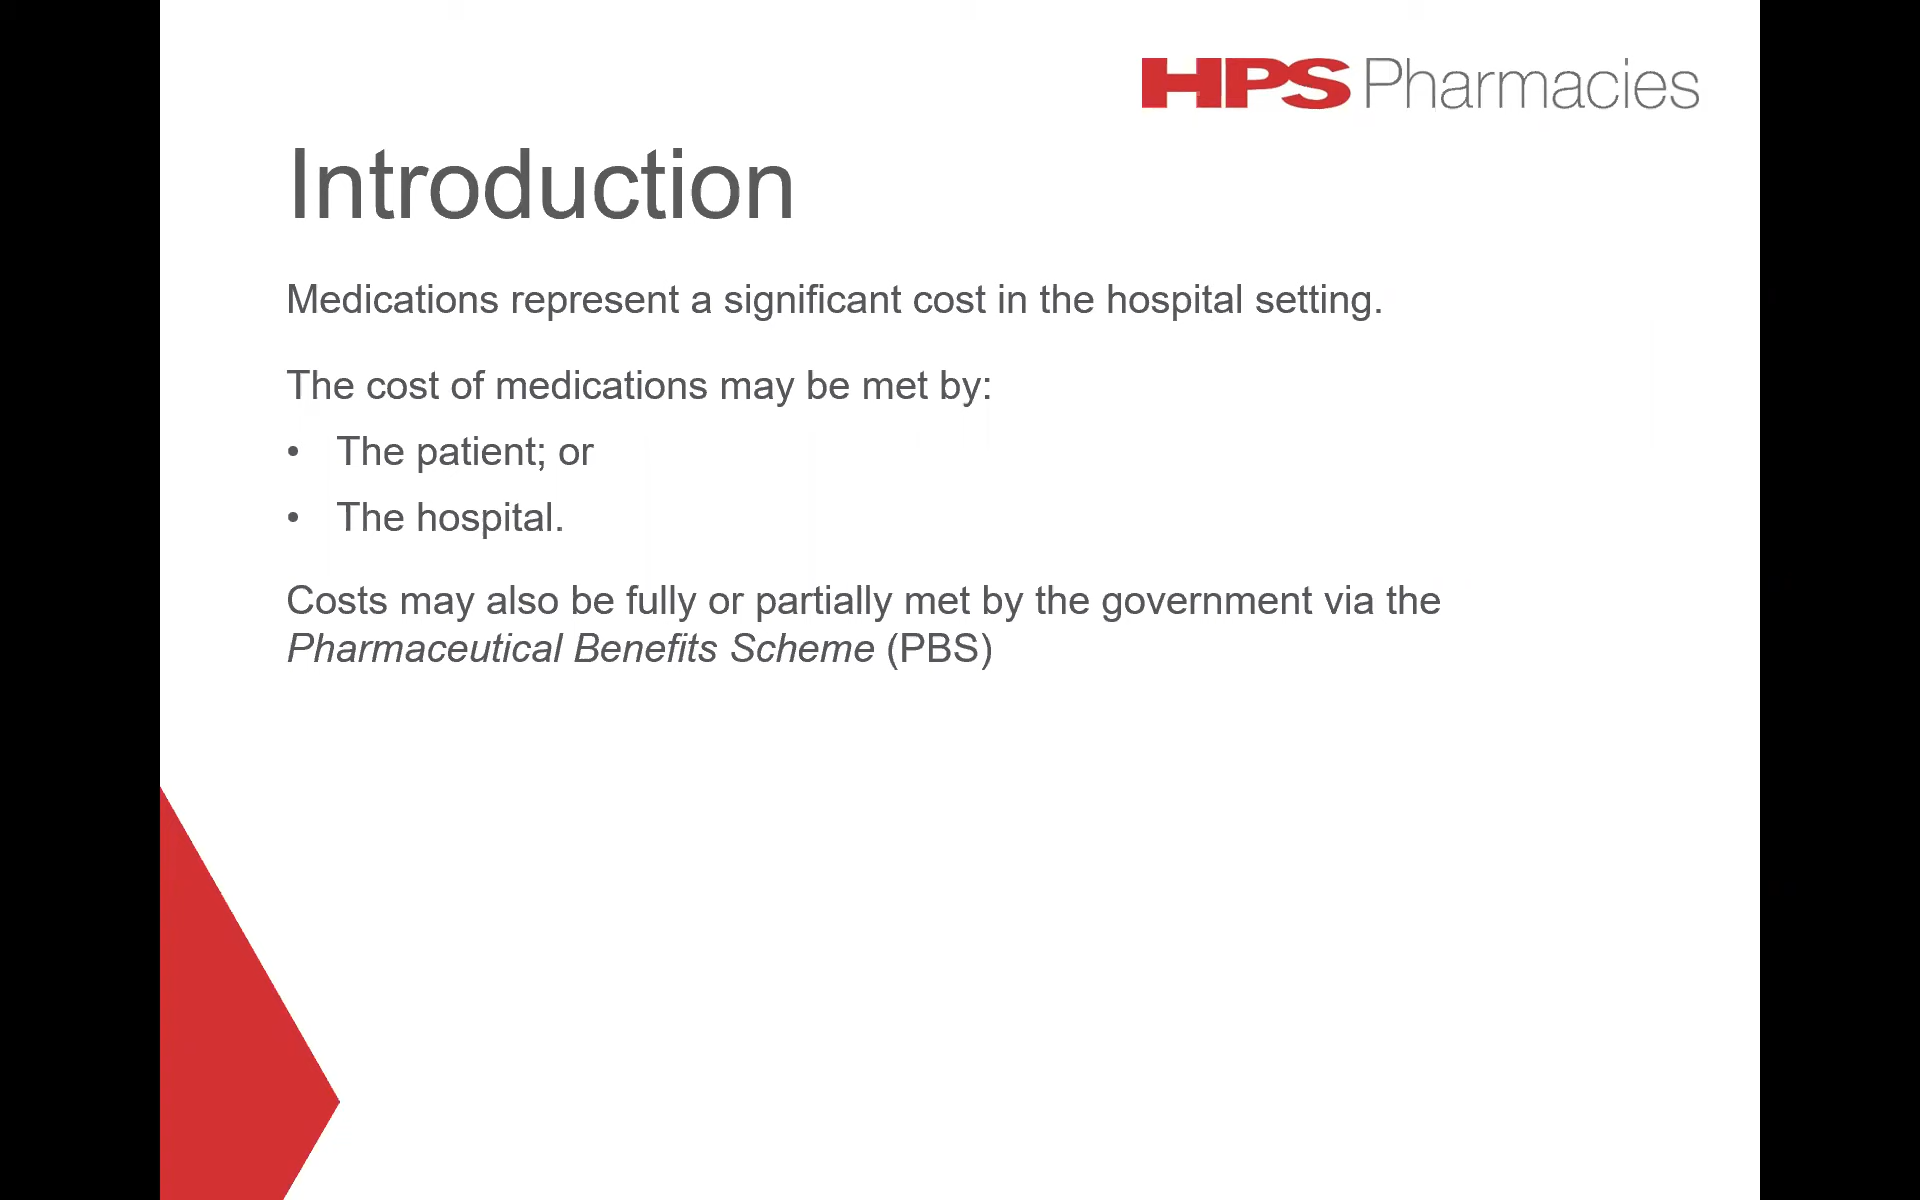 HPS Pharmacies
Introduction
Medications represent a significant cost in the hospital setting.
The cost of medications may be met by:
• The patient; or
• The hospital.
Costs may also be fully or partially met by the government via the
Pharmaceutical Benefits Scheme (PBS)